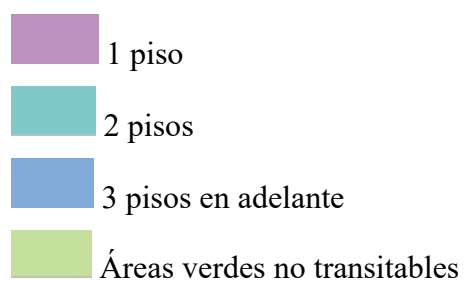 1 piso
2 pisos
3 pisos en adelante
Áreas verdes no transitables